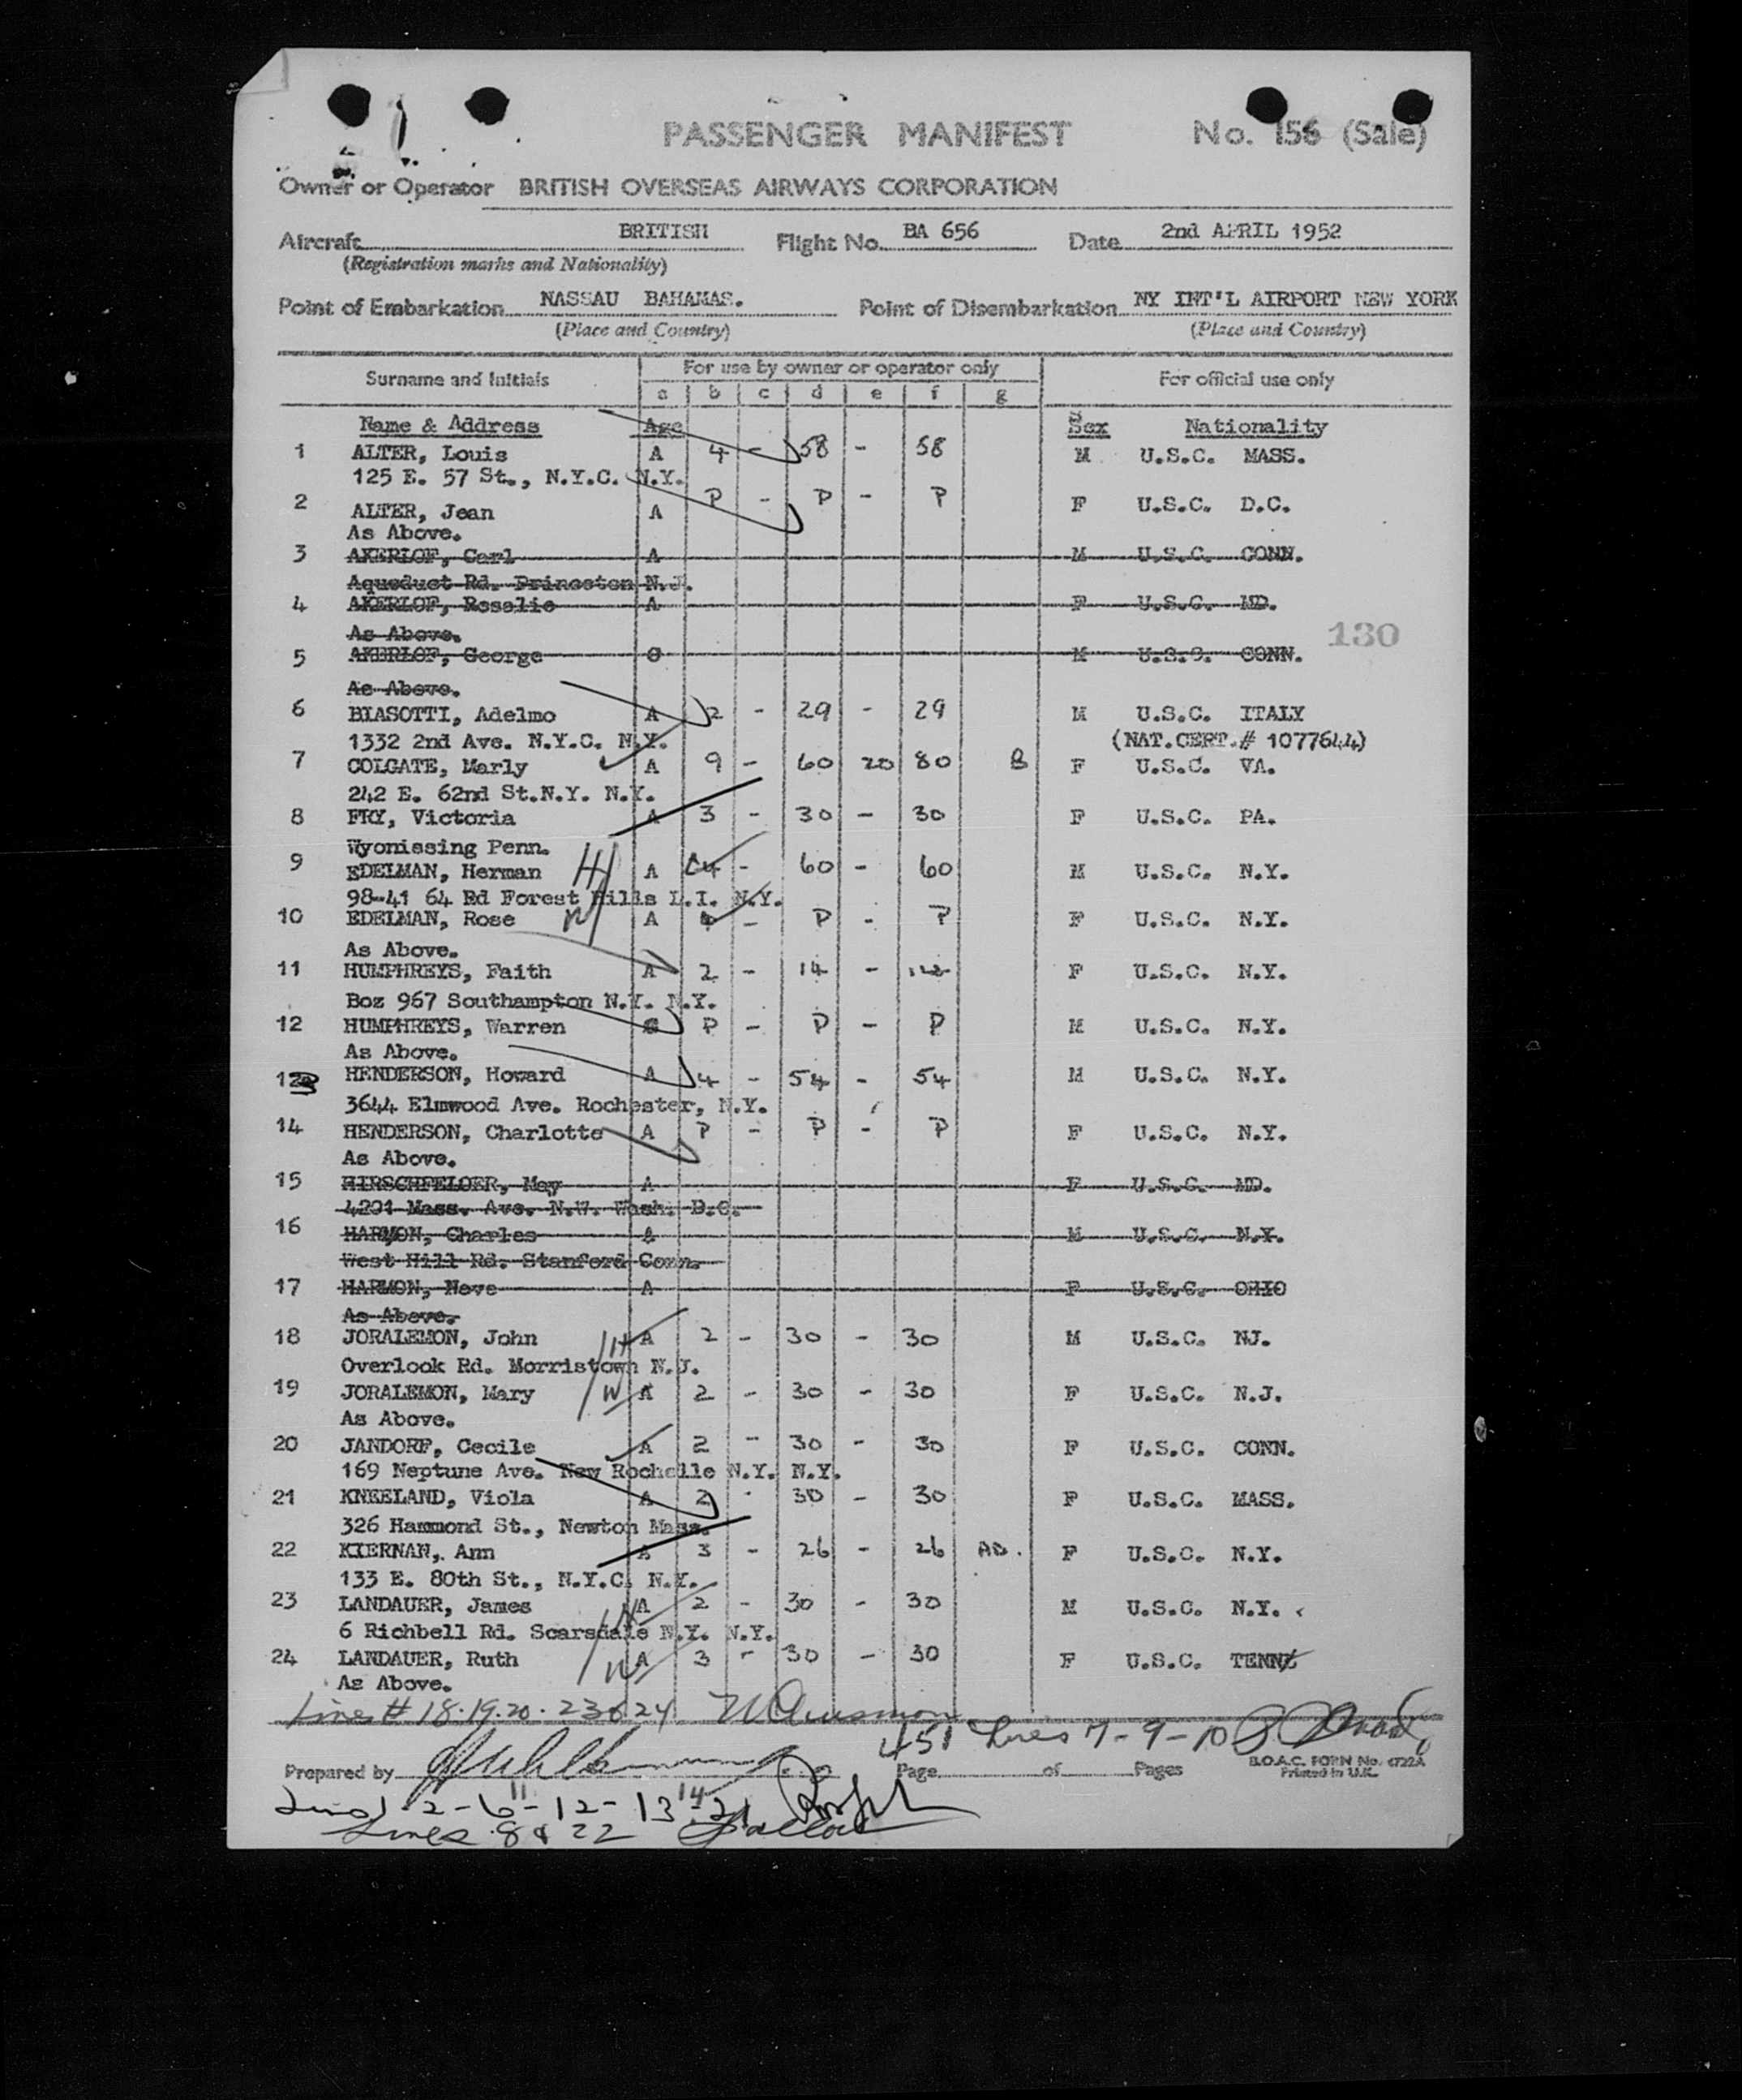 PASSENGER MANIFEST No. 156 (Sale)
Owner or Operator BRITISH OVERSEAS AIRWAYS CORPORATION
Aircraft BRITISH Flight No. BA 656 Date 2nd APRIL 1952
(Registration marks and Nationality)
Point of Embarkation NASSAU BAHAMAS. Point of Disembarkation NY INT'L AIRPORT NEW YORK
(Place and Country) (Place and Country)
Surname and Initials For use by owner or operator only For official use only
a b c d e f g
Name & Address Age Sex Nationality
1 ALTER, Louis A 4 - 58 - 58 M U.S.C. MASS.
125 E. 57 St., N.Y.C. N.Y.
2 ALTER, Jean A P - P - P F U.S.C. D.C.
As Above.
3 AKERLOF, Carl A M U.S.C. CONN.
Aqueduct Rd. Princeton N.J.
4 AKERLOF, Rosalie A F U.S.C. MD.
As Above.
130
5 AKERLOF, George C M U.S.C. CONN.
As Above.
6 BIASOTTI, Adelmo A 2 - 29 - 29 M U.S.C. ITALY
1332 2nd Ave. N.Y.C. N.Y. (NAT.CERT.# 1077644)
7 COLGATE, Marly A 9 - 60 20 80 B F U.S.C. VA.
242 E. 62nd St.N.Y. N.Y.
8 FRY, Victoria A 3 - 30 - 30 F U.S.C. PA.
Wyonissing Penn.
9 EDELMAN, Herman H A 4 - 60 - 60 M U.S.C. N.Y.
98-41 64 Rd Forest Hills L.I. N.Y.
10 EDELMAN, Rose W A - P - P F U.S.C. N.Y.
As Above.
11 HUMPHREYS, Faith A 2 - 14 - F U.S.C. N.Y.
Boz 967 Southampton N.Y. N.Y.
12 HUMPHREYS, Warren C P - P - P M U.S.C. N.Y.
As Above.
13 HENDERSON, Howard A 4 - 54 - 54 M U.S.C. N.Y.
3644 Elmwood Ave. Rochester, N.Y.
14 HENDERSON, Charlotte A P - P - P F U.S.C. N.Y.
As Above.
15 HIRSCHFELOER, May A F U.S.C. MD.
4201 Mass. Ave. N.W. Wash. D.C.
16 HARMON, Charles A M U.S.C. N.Y.
West Hill Rd. Stanford Conn.
17 HARMON, Neve A F U.S.C. OHIO
As Above.
18 JORALEMON, John H A 2 - 30 - 30 M U.S.C. NJ.
Overlook Rd. Morristown N.J.
19 JORALEMON, Mary W A 2 - 30 - 30 F U.S.C. N.J.
As Above.
20 JANDORF, Cecile A 2 - 30 - 30 F U.S.C. CONN.
169 Neptune Ave. New Rochelle N.Y. N.Y.
21 KNEELAND, Viola A 2 - 30 - 30 F U.S.C. MASS.
326 Hammond St., Newton Mass.
22 KIERNAN, Ann A 3 - 26 - 26 AD. F U.S.C. N.Y.
133 E. 80th St., N.Y.C. N.Y.
23 LANDAUER, James H A 2 - 30 - 30 M U.S.C. N.Y.
6 Richbell Rd. Scarsdale N.Y. N.Y.
24 LANDAUER, Ruth W A 3 - 30 - 30 F U.S.C. TENN
As Above.
Lines # 18.19.20.23&24
451 Lines 7-9-10
Prepared by Page of Pages B.O.A.C. FORM No. 4722A
Printed in U.K.
Lines 1-2-6-11-12-13-14-21
Lines 8 & 22